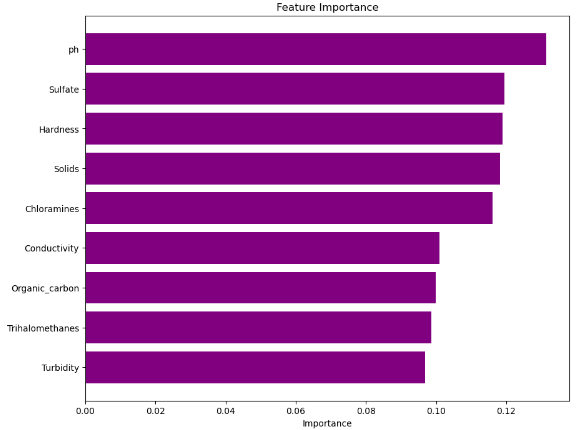 Feature Importance
ph
Sulfate
Hardness
Solids
Chloramines
Conductivity
Organic_carbon
Trihalomethanes
Turbidity
0.00 0.02 0.04 0.06 0.08 0.10 0.12
Importance